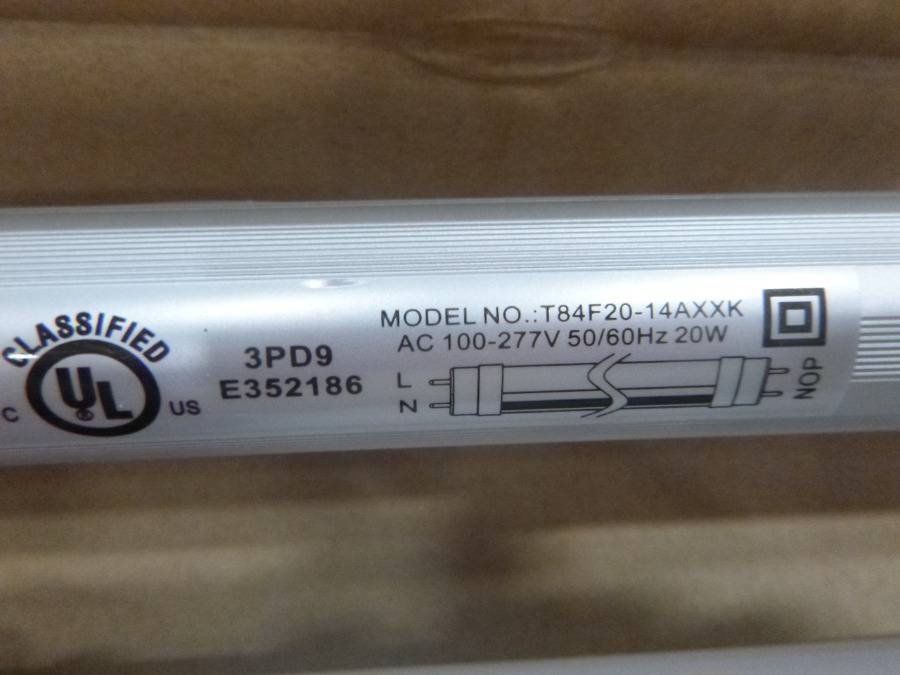 CLASSIFIED
C UL® US
3PD9
E352186
MODEL NO.:T84F20-14AXXK
AC 100-277V 50/60Hz 20W
L
N
NOP